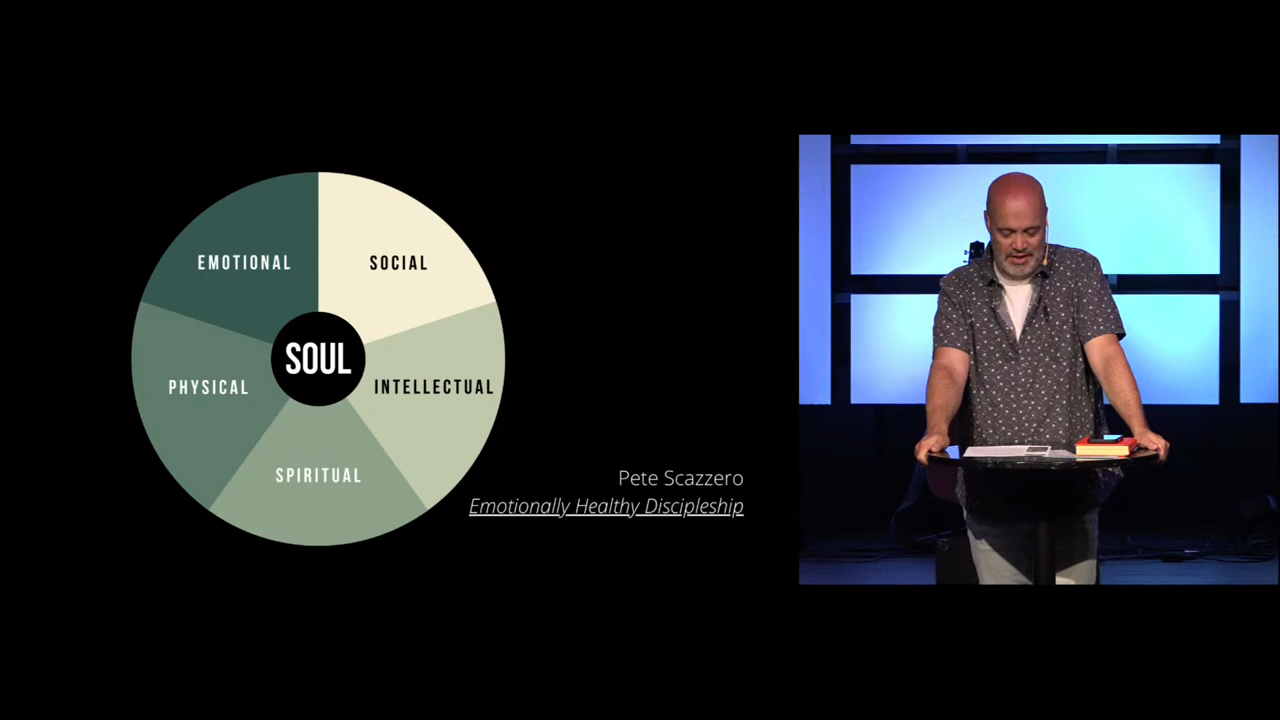 EMOTIONAL
SOCIAL
SOUL
PHYSICAL
INTELLECTUAL
SPIRITUAL
Pete Scazzero
Emotionally Healthy Discipleship